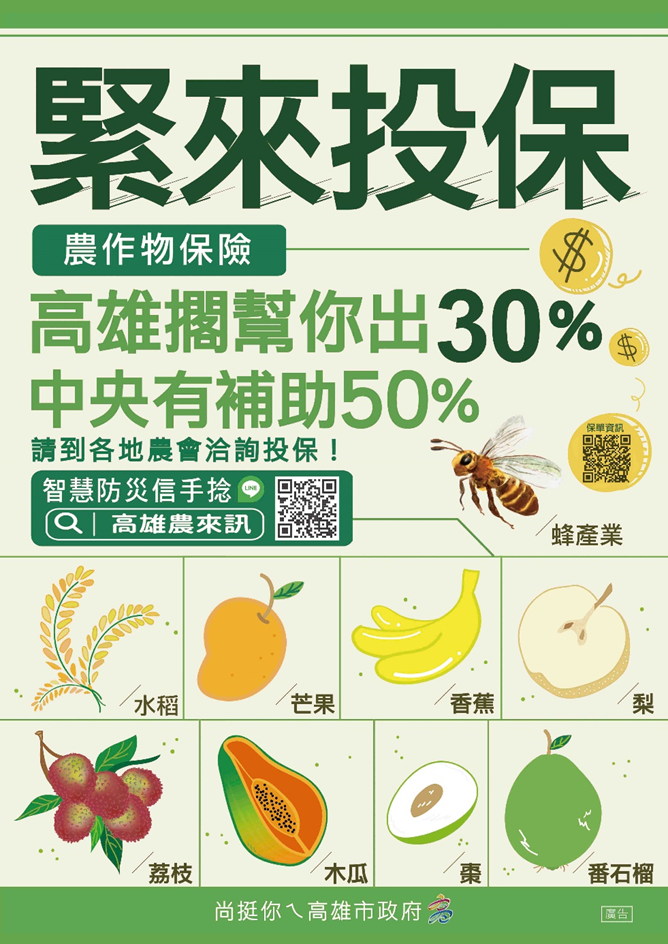 緊來投保
農作物保險
高雄擱幫你出30%
中央有補助50%
請到各地農會洽詢投保！
保單資訊
智慧防災信手捻 LINE
高雄農來訊
蜂產業
水稻
芒果
香蕉
梨
荔枝
木瓜
棗
番石榴
尚挺你ㄟ高雄市政府
廣告